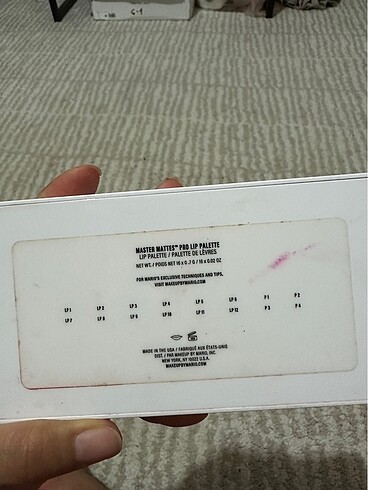 MASTER MATTES™ PRO LIP PALETTE
LIP PALETTE / PALETTE DE LÈVRES
NET WT. / POIDS NET 16 x 0.7 G / 16 x 0.02 OZ
FOR MARIO'S EXCLUSIVE TECHNIQUES AND TIPS,
VISIT MAKEUPBYMARIO.COM
LP 1 LP 2 LP 3 LP 4 LP 5 LP 6 P 1 P 2
LP 7 LP 8 LP 9 LP 10 LP 11 LP 12 P 3 P 4
MADE IN THE USA / FABRIQUÉ AUX ÉTATS-UNIS
DIST. / PAR MAKEUP BY MARIO, INC.
NEW YORK, NY 10022 U.S.A.
MAKEUPBYMARIO.COM